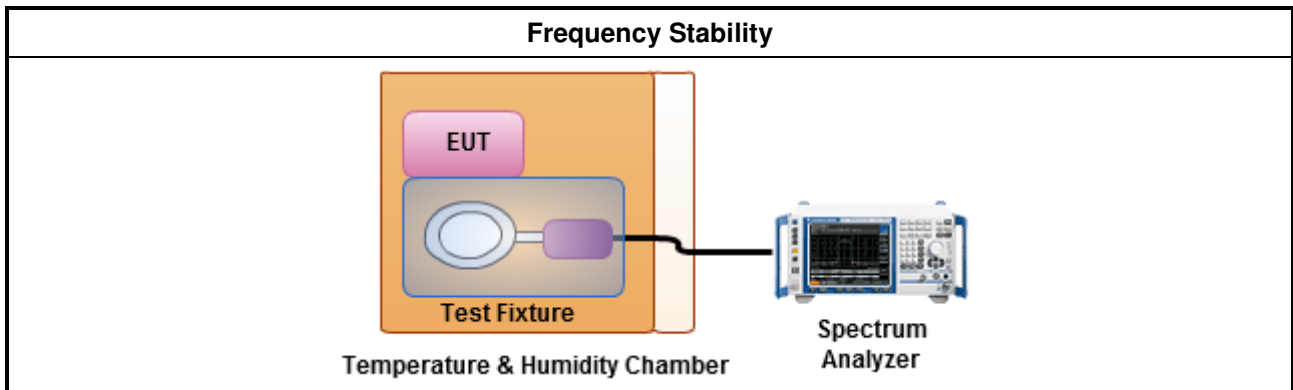 Frequency Stability
EUT
Test Fixture
Temperature & Humidity Chamber
Spectrum
Analyzer